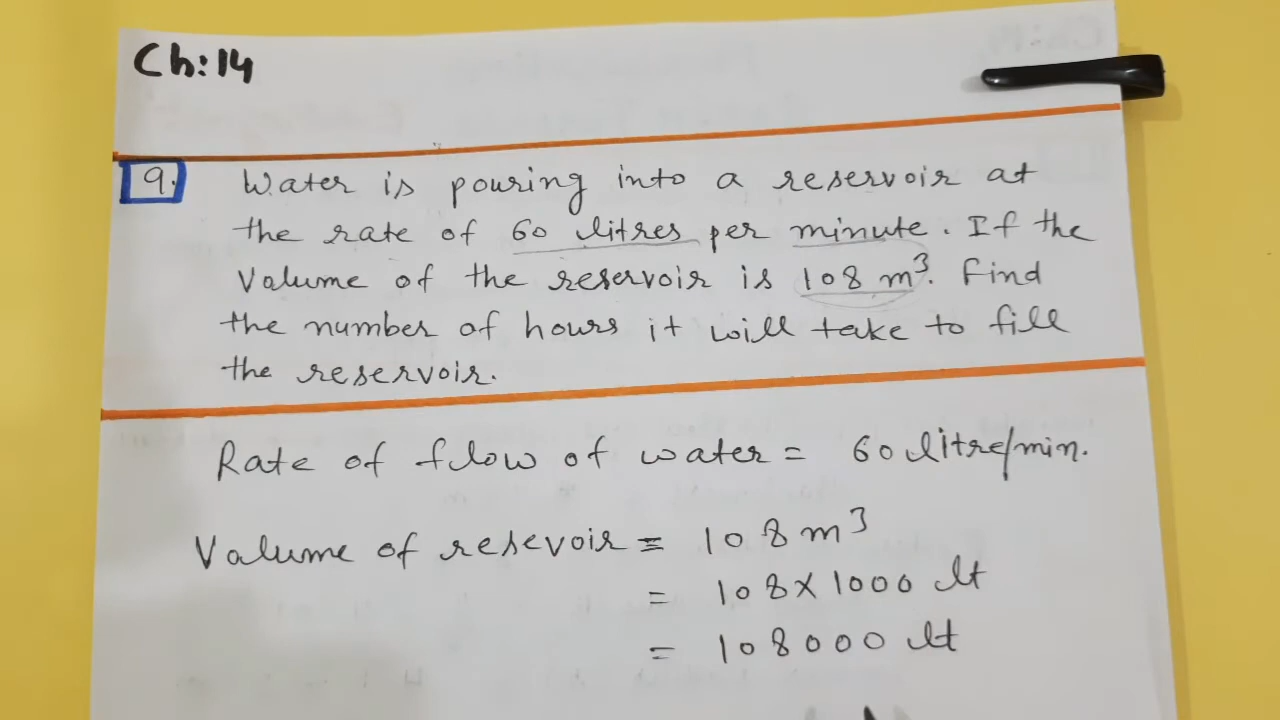 Ch:14
9. Water is pouring into a reservoir at
the rate of 60 litres per minute. If the
Volume of the reservoir is 108 m³. Find
the number of hours it will take to fill
the reservoir.
Rate of flow of water = 60 litre/min.
Volume of resevoir = 108 m³
= 108 X 1000 lt
= 108000 lt